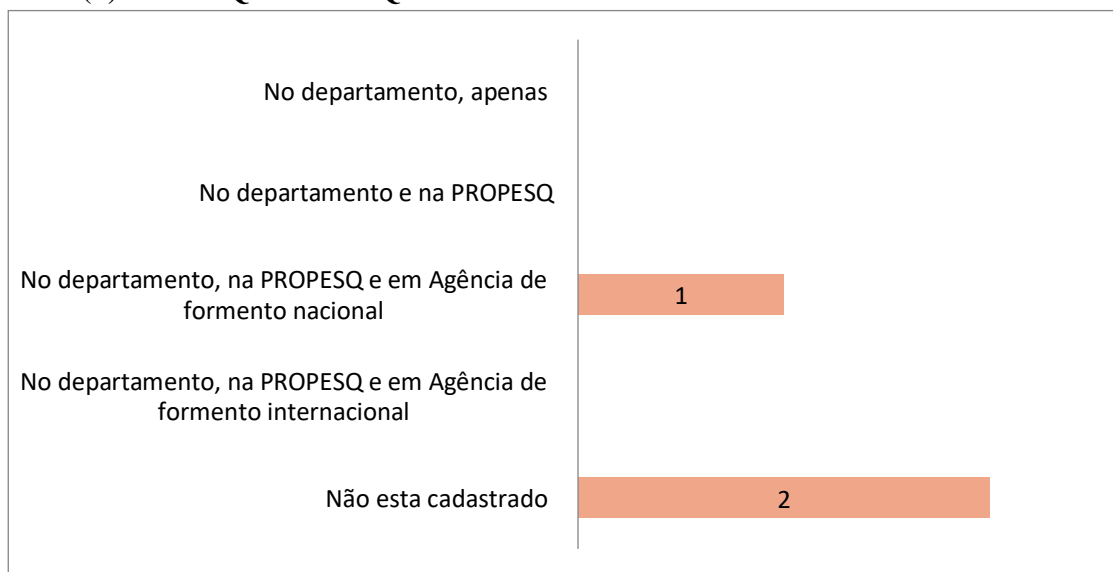 No departamento, apenas
No departamento e na PROPESQ
No departamento, na PROPESQ e em Agência de
formento nacional
1
No departamento, na PROPESQ e em Agência de
formento internacional
Não esta cadastrado
2